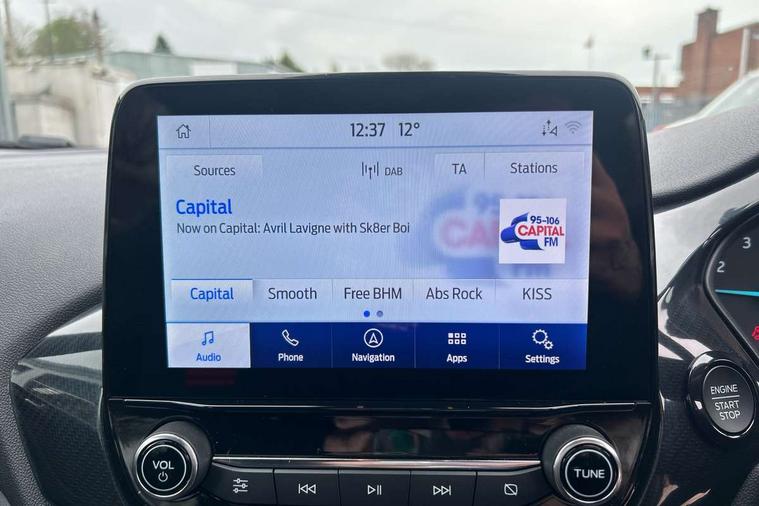 12:37 12°
Sources DAB TA Stations
Capital
Now on Capital: Avril Lavigne with Sk8er Boi
95-106
CAPITAL
FM
Capital Smooth Free BHM Abs Rock KISS
Audio Phone Navigation Apps Settings
VOL
TUNE
ENGINE
START
STOP
2 3